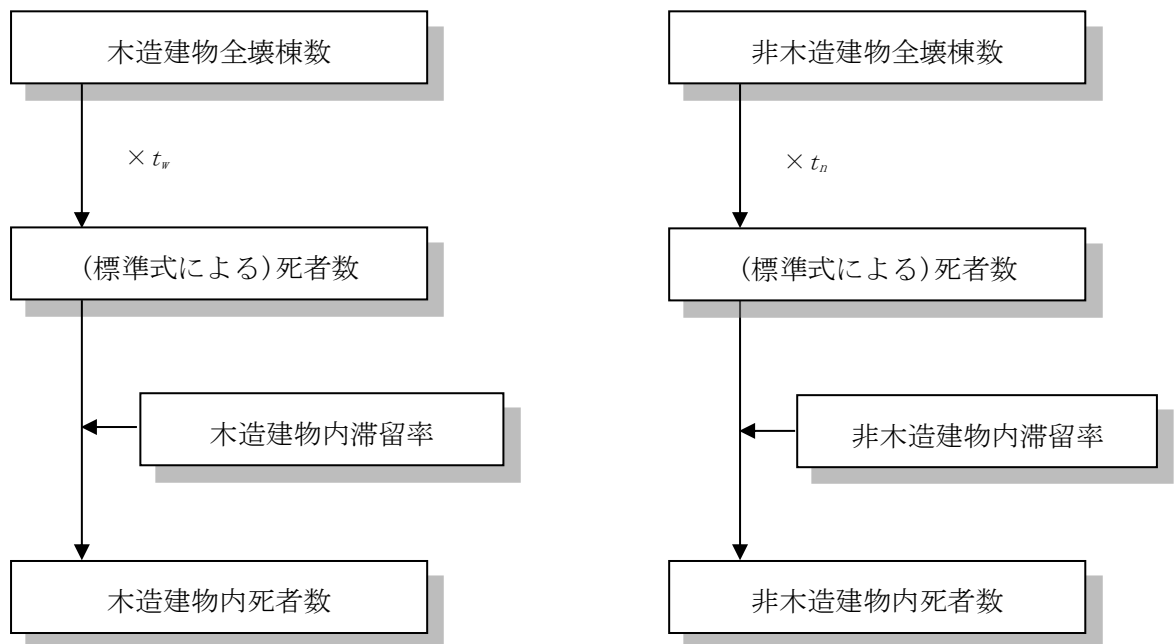 木造建物全壊棟数
× tw
(標準式による)死者数
木造建物内滞留率
木造建物内死者数
非木造建物全壊棟数
× tn
(標準式による)死者数
非木造建物内滞留率
非木造建物内死者数